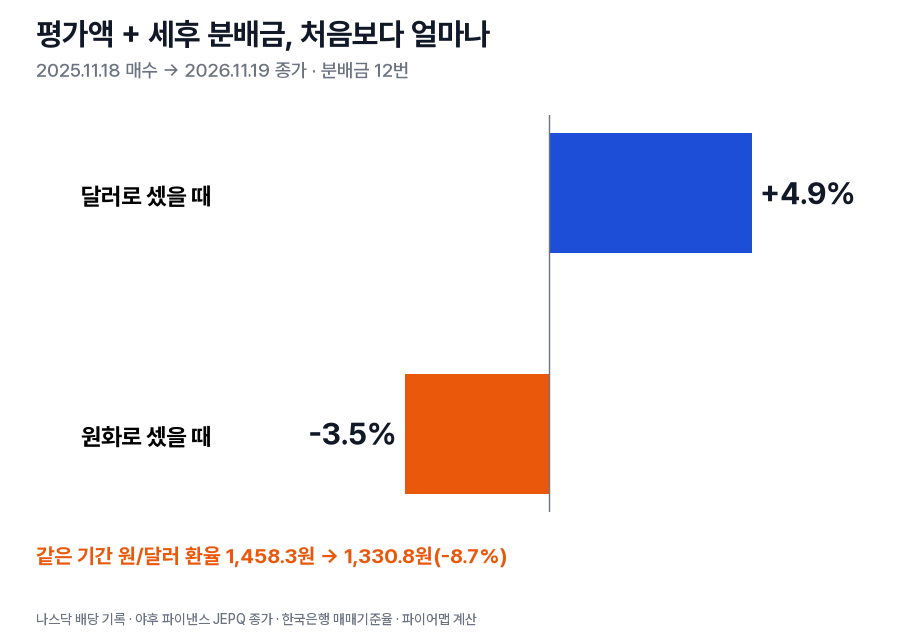 평가액 + 세후 분배금, 처음보다 얼마나
2025.11.18 매수 → 2026.11.19 종가 · 분배금 12번
달러로 셌을 때
+4.9%
원화로 셌을 때
-3.5%
같은 기간 원/달러 환율 1,458.3원 → 1,330.8원(-8.7%)
나스닥 배당 기록 · 야후 파이낸스 JEPQ 종가 · 한국은행 매매기준율 · 파이어맵 계산